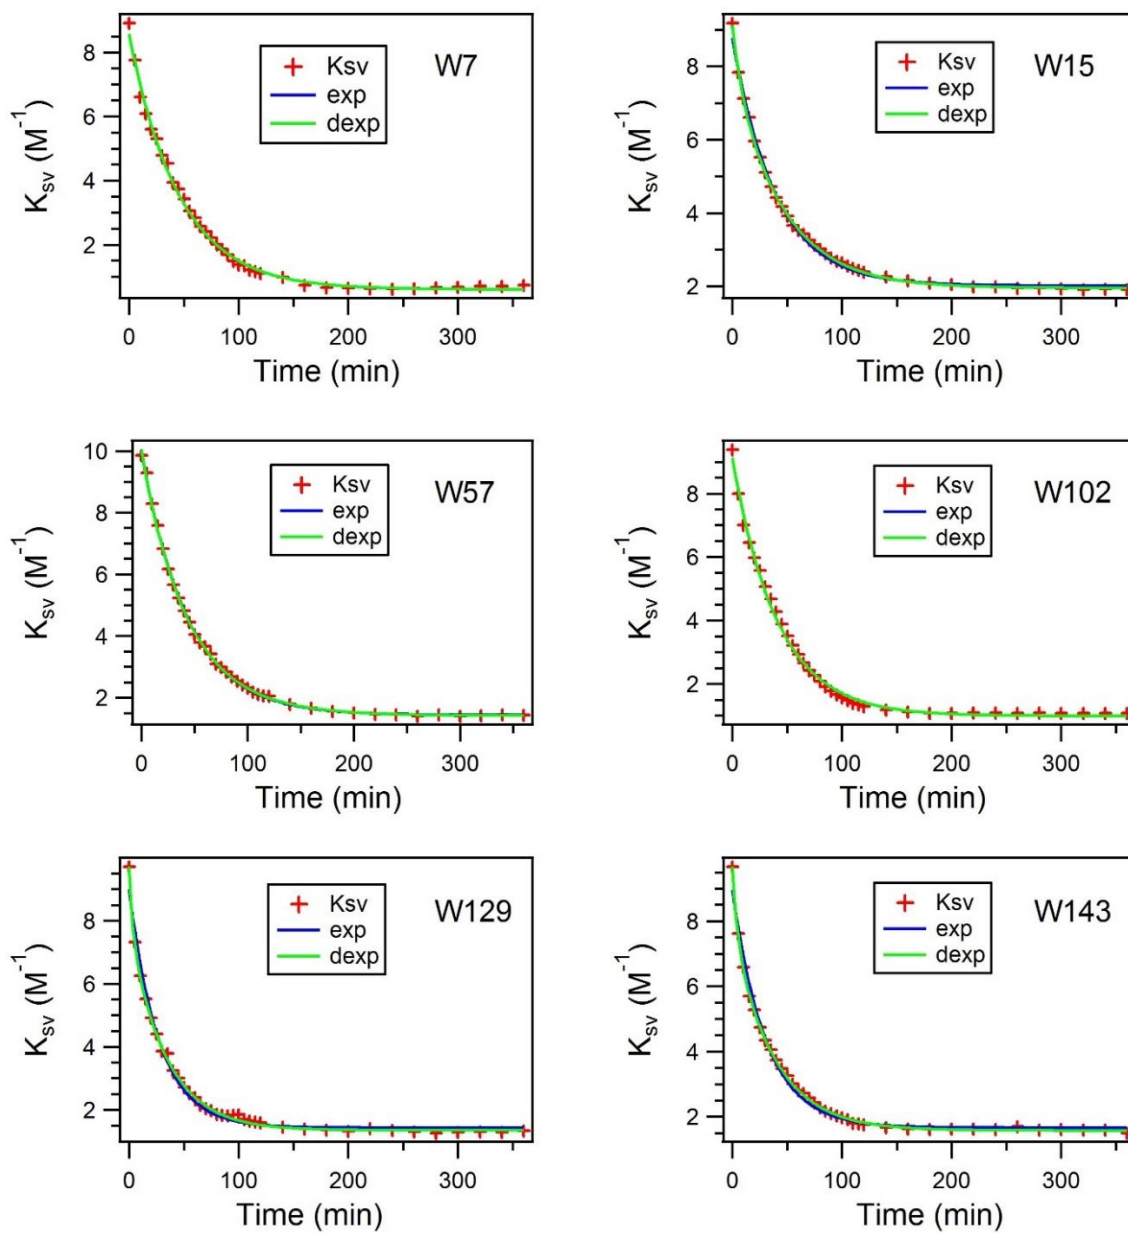 W7
Ksv
exp
dexp
Ksv (M-1)
8
6
4
2
0 100 200 300
Time (min)
W15
Ksv
exp
dexp
Ksv (M-1)
8
6
4
2
0 100 200 300
Time (min)
W57
Ksv
exp
dexp
Ksv (M-1)
10
8
6
4
2
0 100 200 300
Time (min)
W102
Ksv
exp
dexp
Ksv (M-1)
8
6
4
2
0 100 200 300
Time (min)
W129
Ksv
exp
dexp
Ksv (M-1)
8
6
4
2
0 100 200 300
Time (min)
W143
Ksv
exp
dexp
Ksv (M-1)
8
6
4
2
0 100 200 300
Time (min)